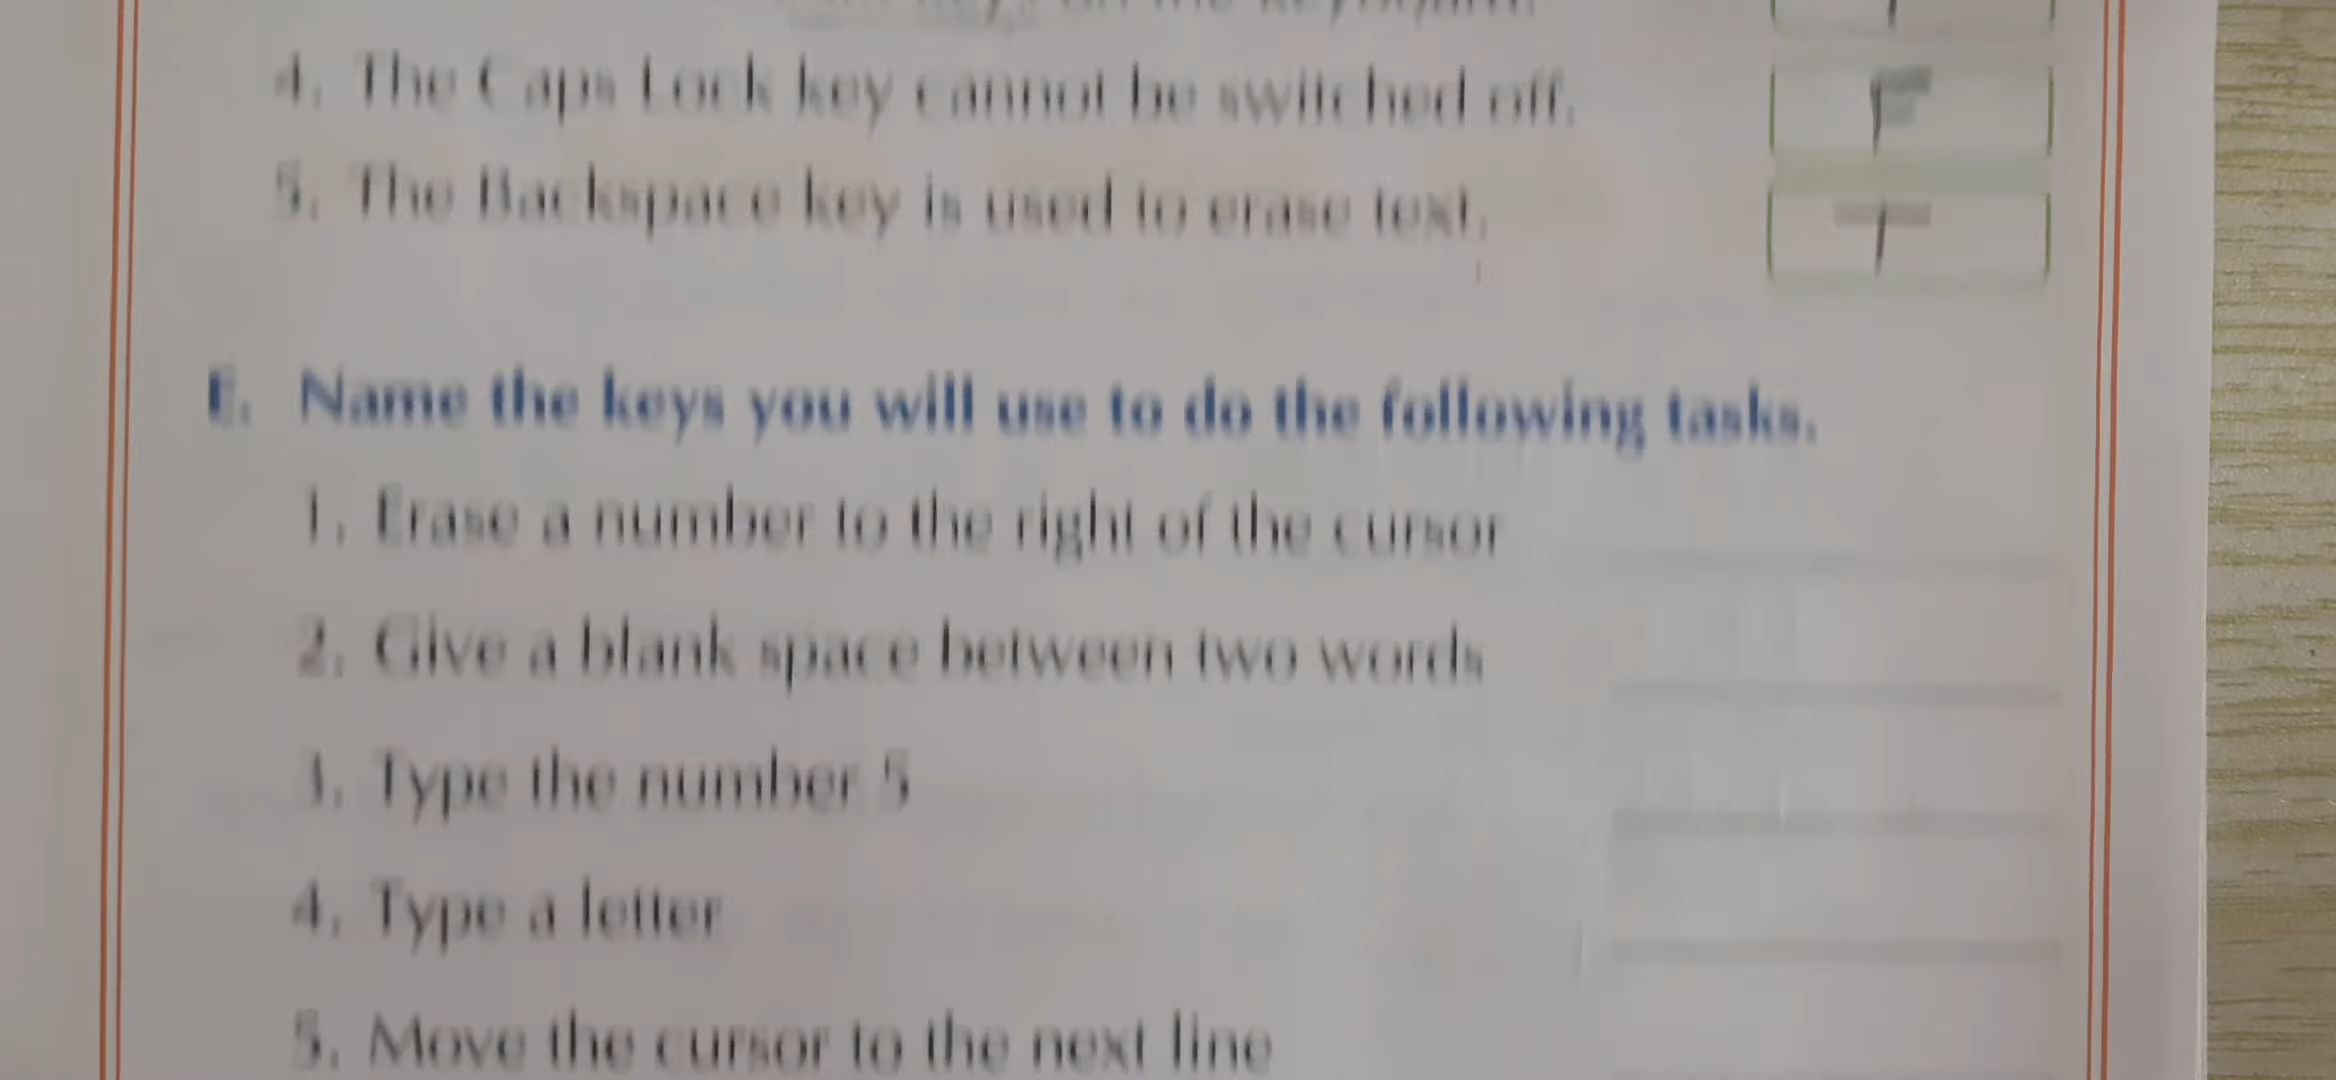 4. The Caps Lock key cannot be switched off. F
5. The Backspace key is used to erase text. T
E. Name the keys you will use to do the following tasks.
1. Erase a number to the right of the cursor
2. Give a blank space between two words
3. Type the number 5
4. Type a letter
5. Move the cursor to the next line